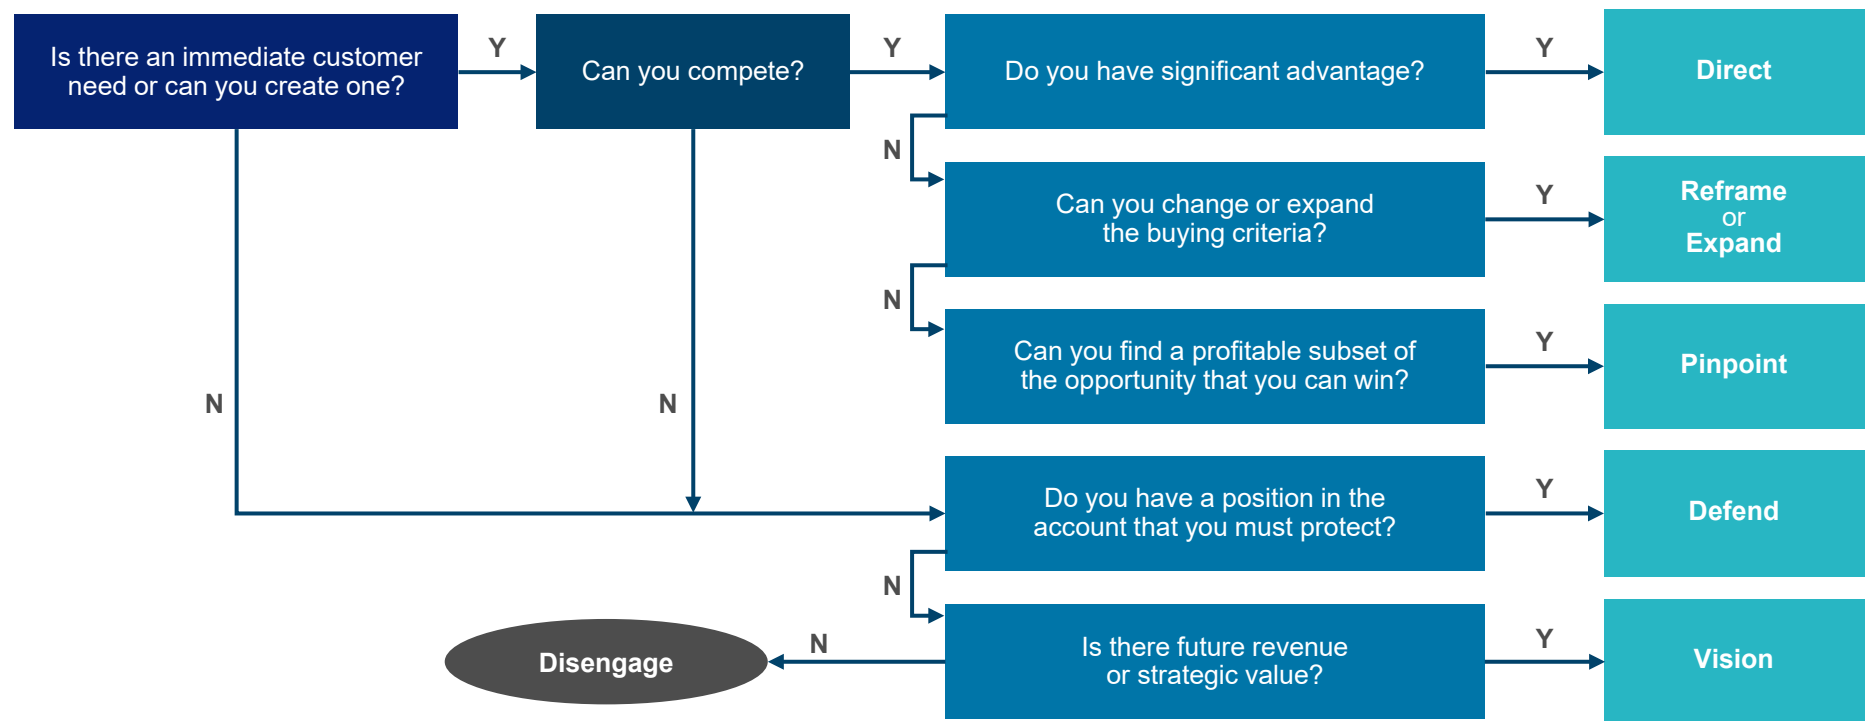 Is there an immediate customer
need or can you create one?
Y
Can you compete?
Y
Do you have significant advantage?
Y
Direct
N
Can you change or expand
the buying criteria?
Y
Reframe
or
Expand
N
Can you find a profitable subset of
the opportunity that you can win?
Y
Pinpoint
N
N
Do you have a position in the
account that you must protect?
Y
Defend
N
Is there future revenue
or strategic value?
Y
Vision
N
Disengage